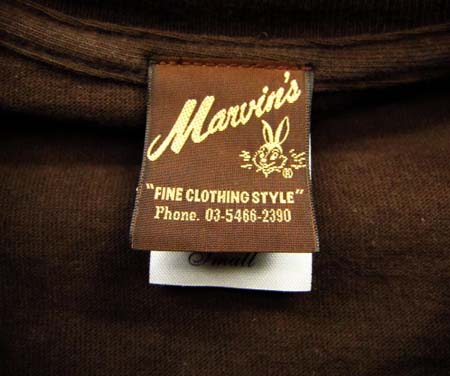 Marvin's
®
"FINE CLOTHING STYLE"
Phone. 03-5466-2390
Small